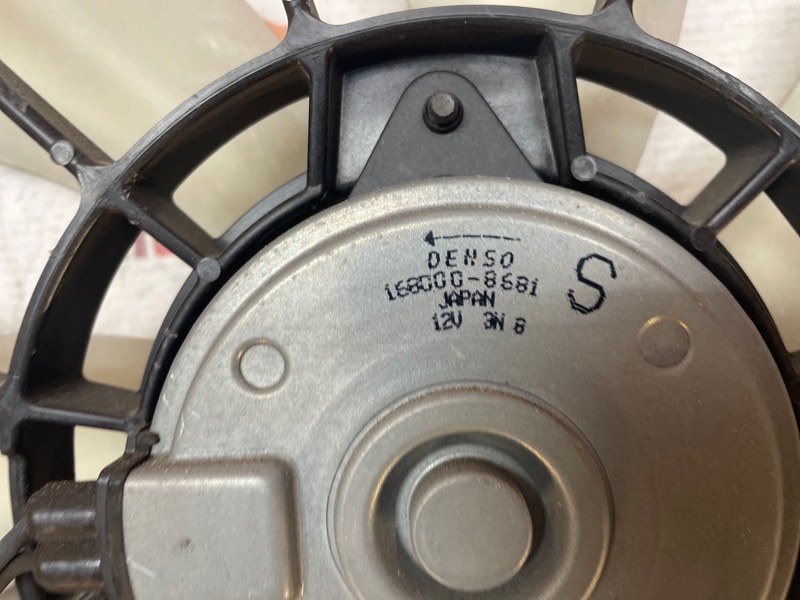 DENSO
168000-8681
JAPAN
12V 3N 8
S